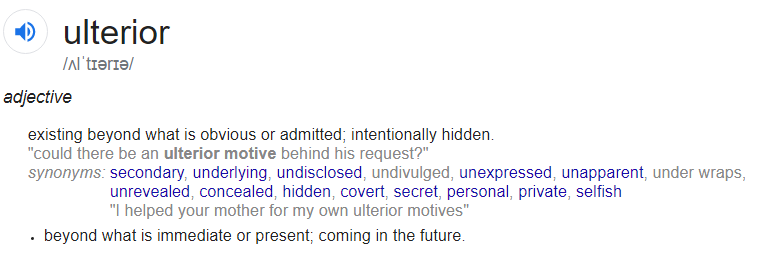 ulterior
/ʌlˈtɪərɪə/
adjective
existing beyond what is obvious or admitted; intentionally hidden.
"could there be an ulterior motive behind his request?"
synonyms: secondary, underlying, undisclosed, undivulged, unexpressed, unapparent, under wraps,
unrevealed, concealed, hidden, covert, secret, personal, private, selfish
"I helped your mother for my own ulterior motives"
• beyond what is immediate or present; coming in the future.